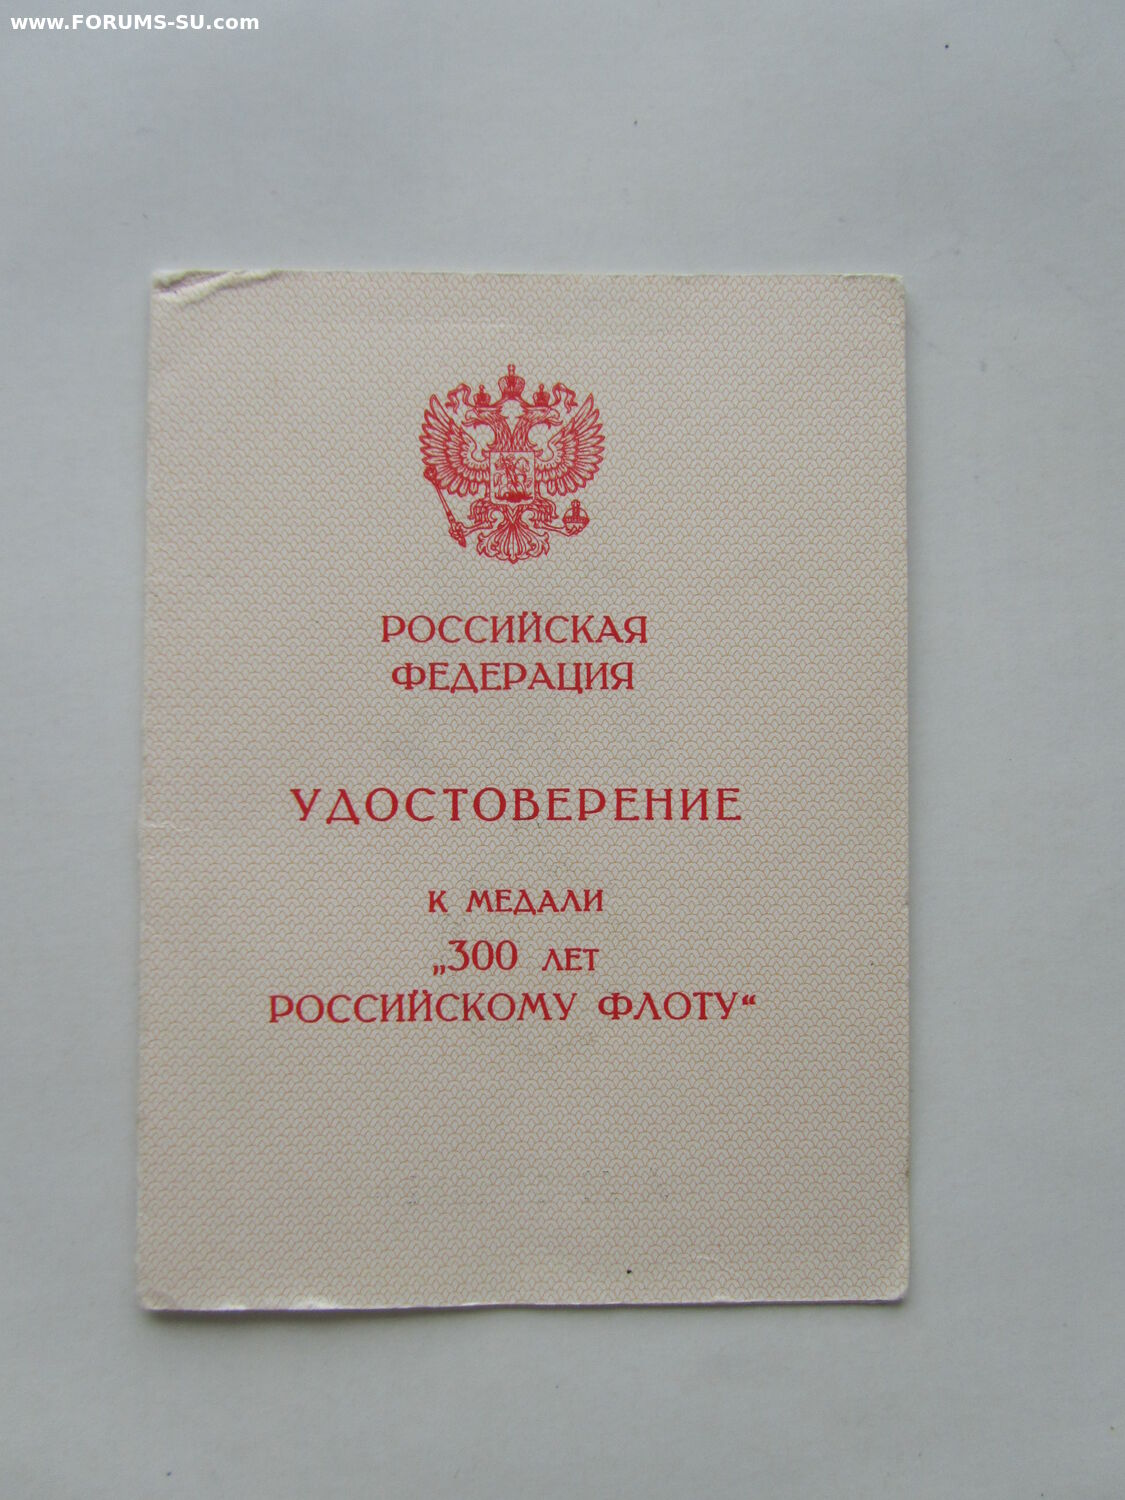 www.FORUMS-SU.com
РОССИЙСКАЯ
ФЕДЕРАЦИЯ
УДОСТОВЕРЕНИЕ
К МЕДАЛИ
„300 ЛЕТ
РОССИЙСКОМУ ФЛОТУ“